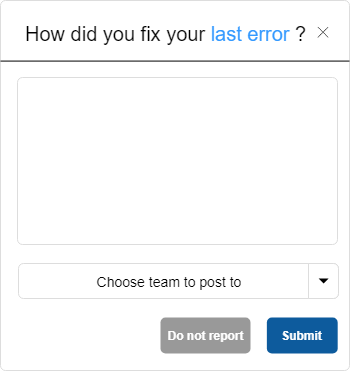 How did you fix your last error ?
Choose team to post to
Do not report
Submit